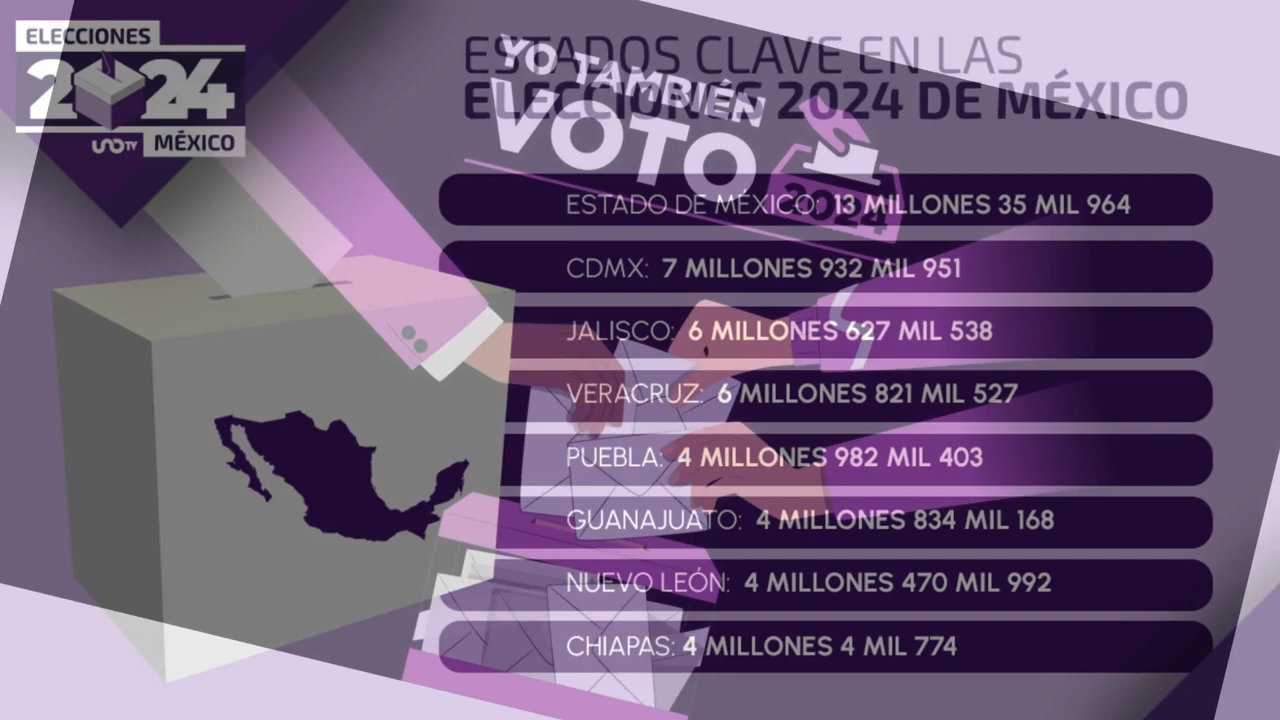 ELECCIONES
2024
UNOTV MÉXICO
ESTADOS CLAVE EN LAS
ELECCIONES 2024 DE MÉXICO
YO TAMBIÉN
VOTO
2024
ESTADO DE MÉXICO: 13 MILLONES 35 MIL 964
CDMX: 7 MILLONES 932 MIL 951
JALISCO: 6 MILLONES 627 MIL 538
VERACRUZ: 6 MILLONES 821 MIL 527
PUEBLA: 4 MILLONES 982 MIL 403
GUANAJUATO: 4 MILLONES 834 MIL 168
NUEVO LEÓN: 4 MILLONES 470 MIL 992
CHIAPAS: 4 MILLONES 4 MIL 774